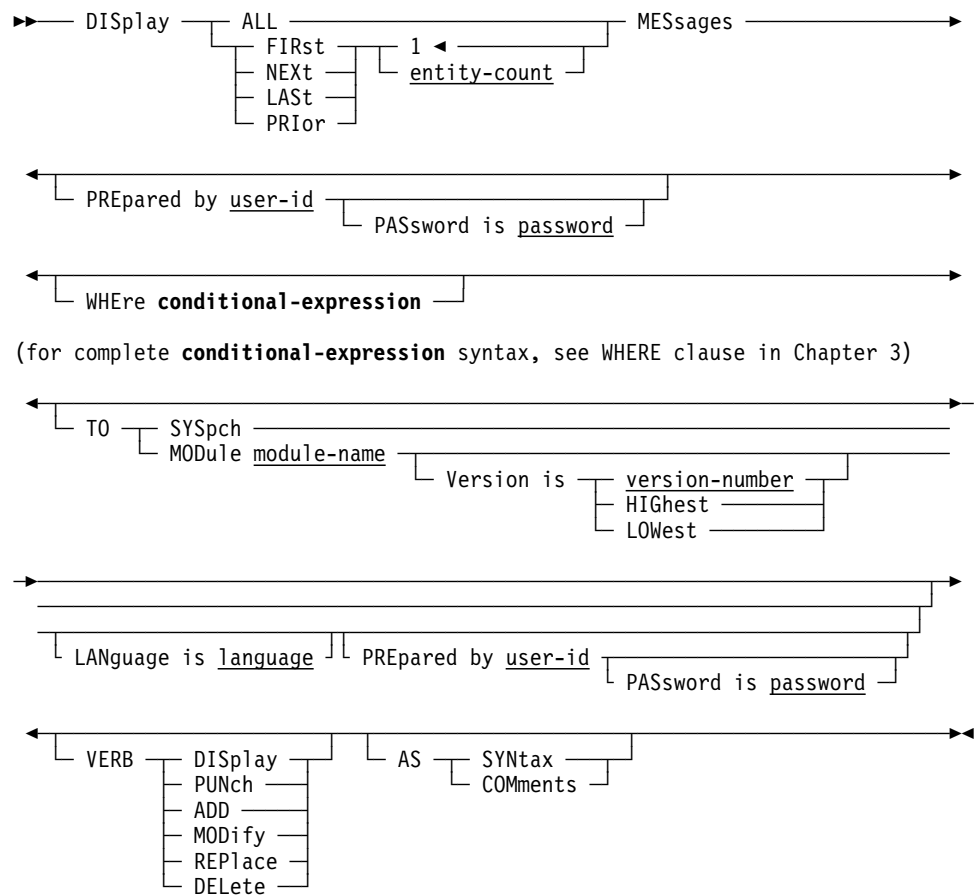 DISplay ALL MESsages
FIRst 1
NEXt entity-count
LASt
PRIor
PREpared by user-id
PASsword is password
WHEre conditional-expression
(for complete conditional-expression syntax, see WHERE clause in Chapter 3)
TO SYSpch
MODule module-name
Version is version-number
HIGhest
LOWest
LANguage is language PREpared by user-id
PASsword is password
VERB DISplay AS SYNtax
PUNch COMments
ADD
MODify
REPlace
DELete